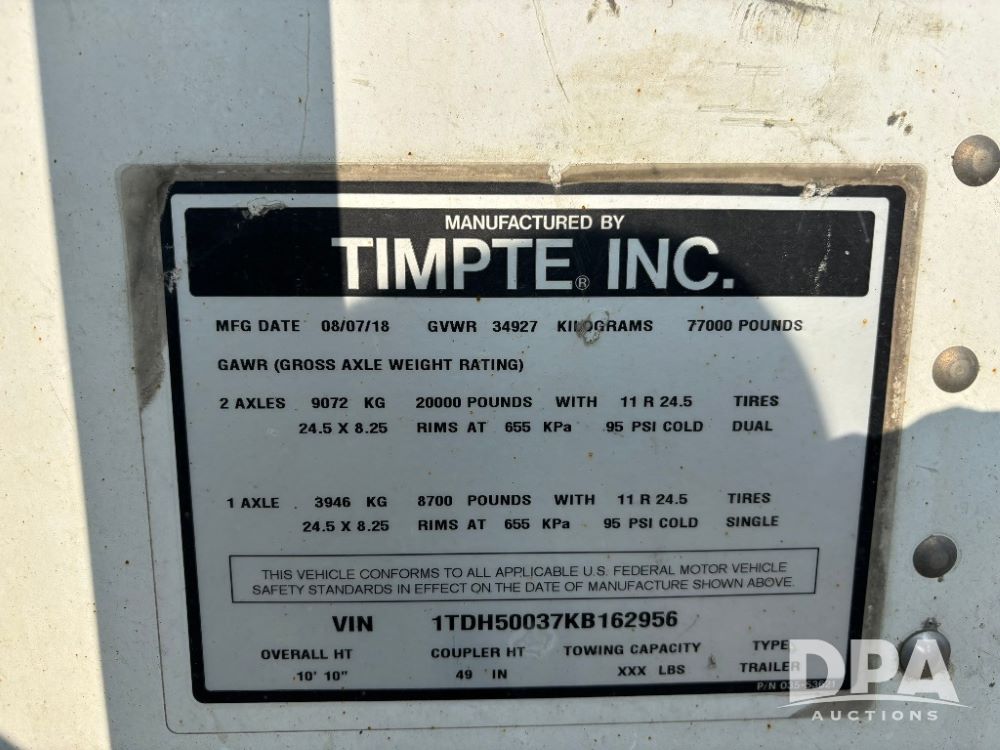 MANUFACTURED BY
TIMPTE® INC.
MFG DATE 08/07/18 GVWR 34927 KILOGRAMS 77000 POUNDS
GAWR (GROSS AXLE WEIGHT RATING)
2 AXLES 9072 KG 20000 POUNDS WITH 11 R 24.5 TIRES
24.5 X 8.25 RIMS AT 655 KPa 95 PSI COLD DUAL
1 AXLE 3946 KG 8700 POUNDS WITH 11 R 24.5 TIRES
24.5 X 8.25 RIMS AT 655 KPa 95 PSI COLD SINGLE
THIS VEHICLE CONFORMS TO ALL APPLICABLE U.S. FEDERAL MOTOR VEHICLE
SAFETY STANDARDS IN EFFECT ON THE DATE OF MANUFACTURE SHOWN ABOVE.
VIN 1TDH50037KB162956
OVERALL HT COUPLER HT TOWING CAPACITY TYPE
10' 10" 49 IN XXX LBS TRAILER
P/N
DPA
AUCTIONS